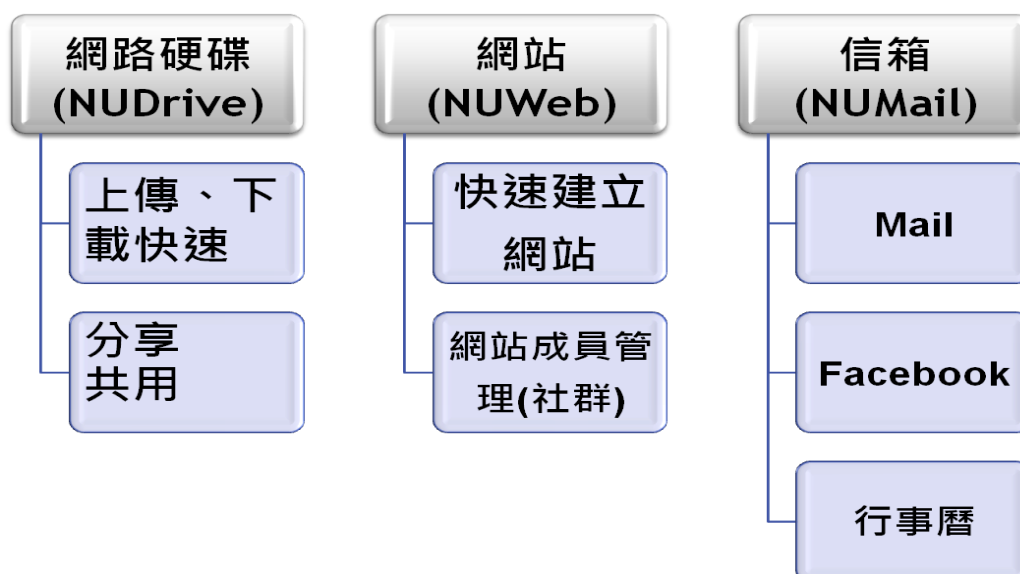 網路硬碟
(NUDrive)
上傳、下
載快速
分享
共用
網站
(NUWeb)
快速建立
網站
網站成員管
理(社群)
信箱
(NUMail)
Mail
Facebook
行事曆